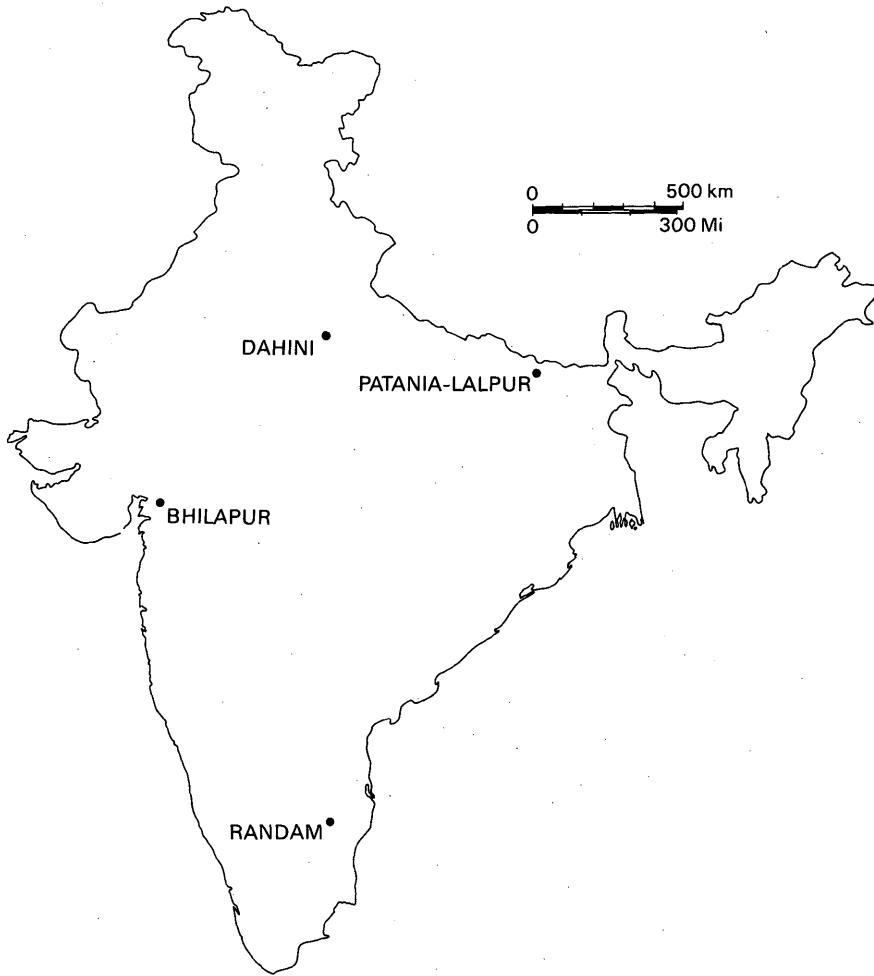 0 500 km
0 300 Mi
DAHINI
PATANIA-LALPUR
BHILAPUR
RANDAM